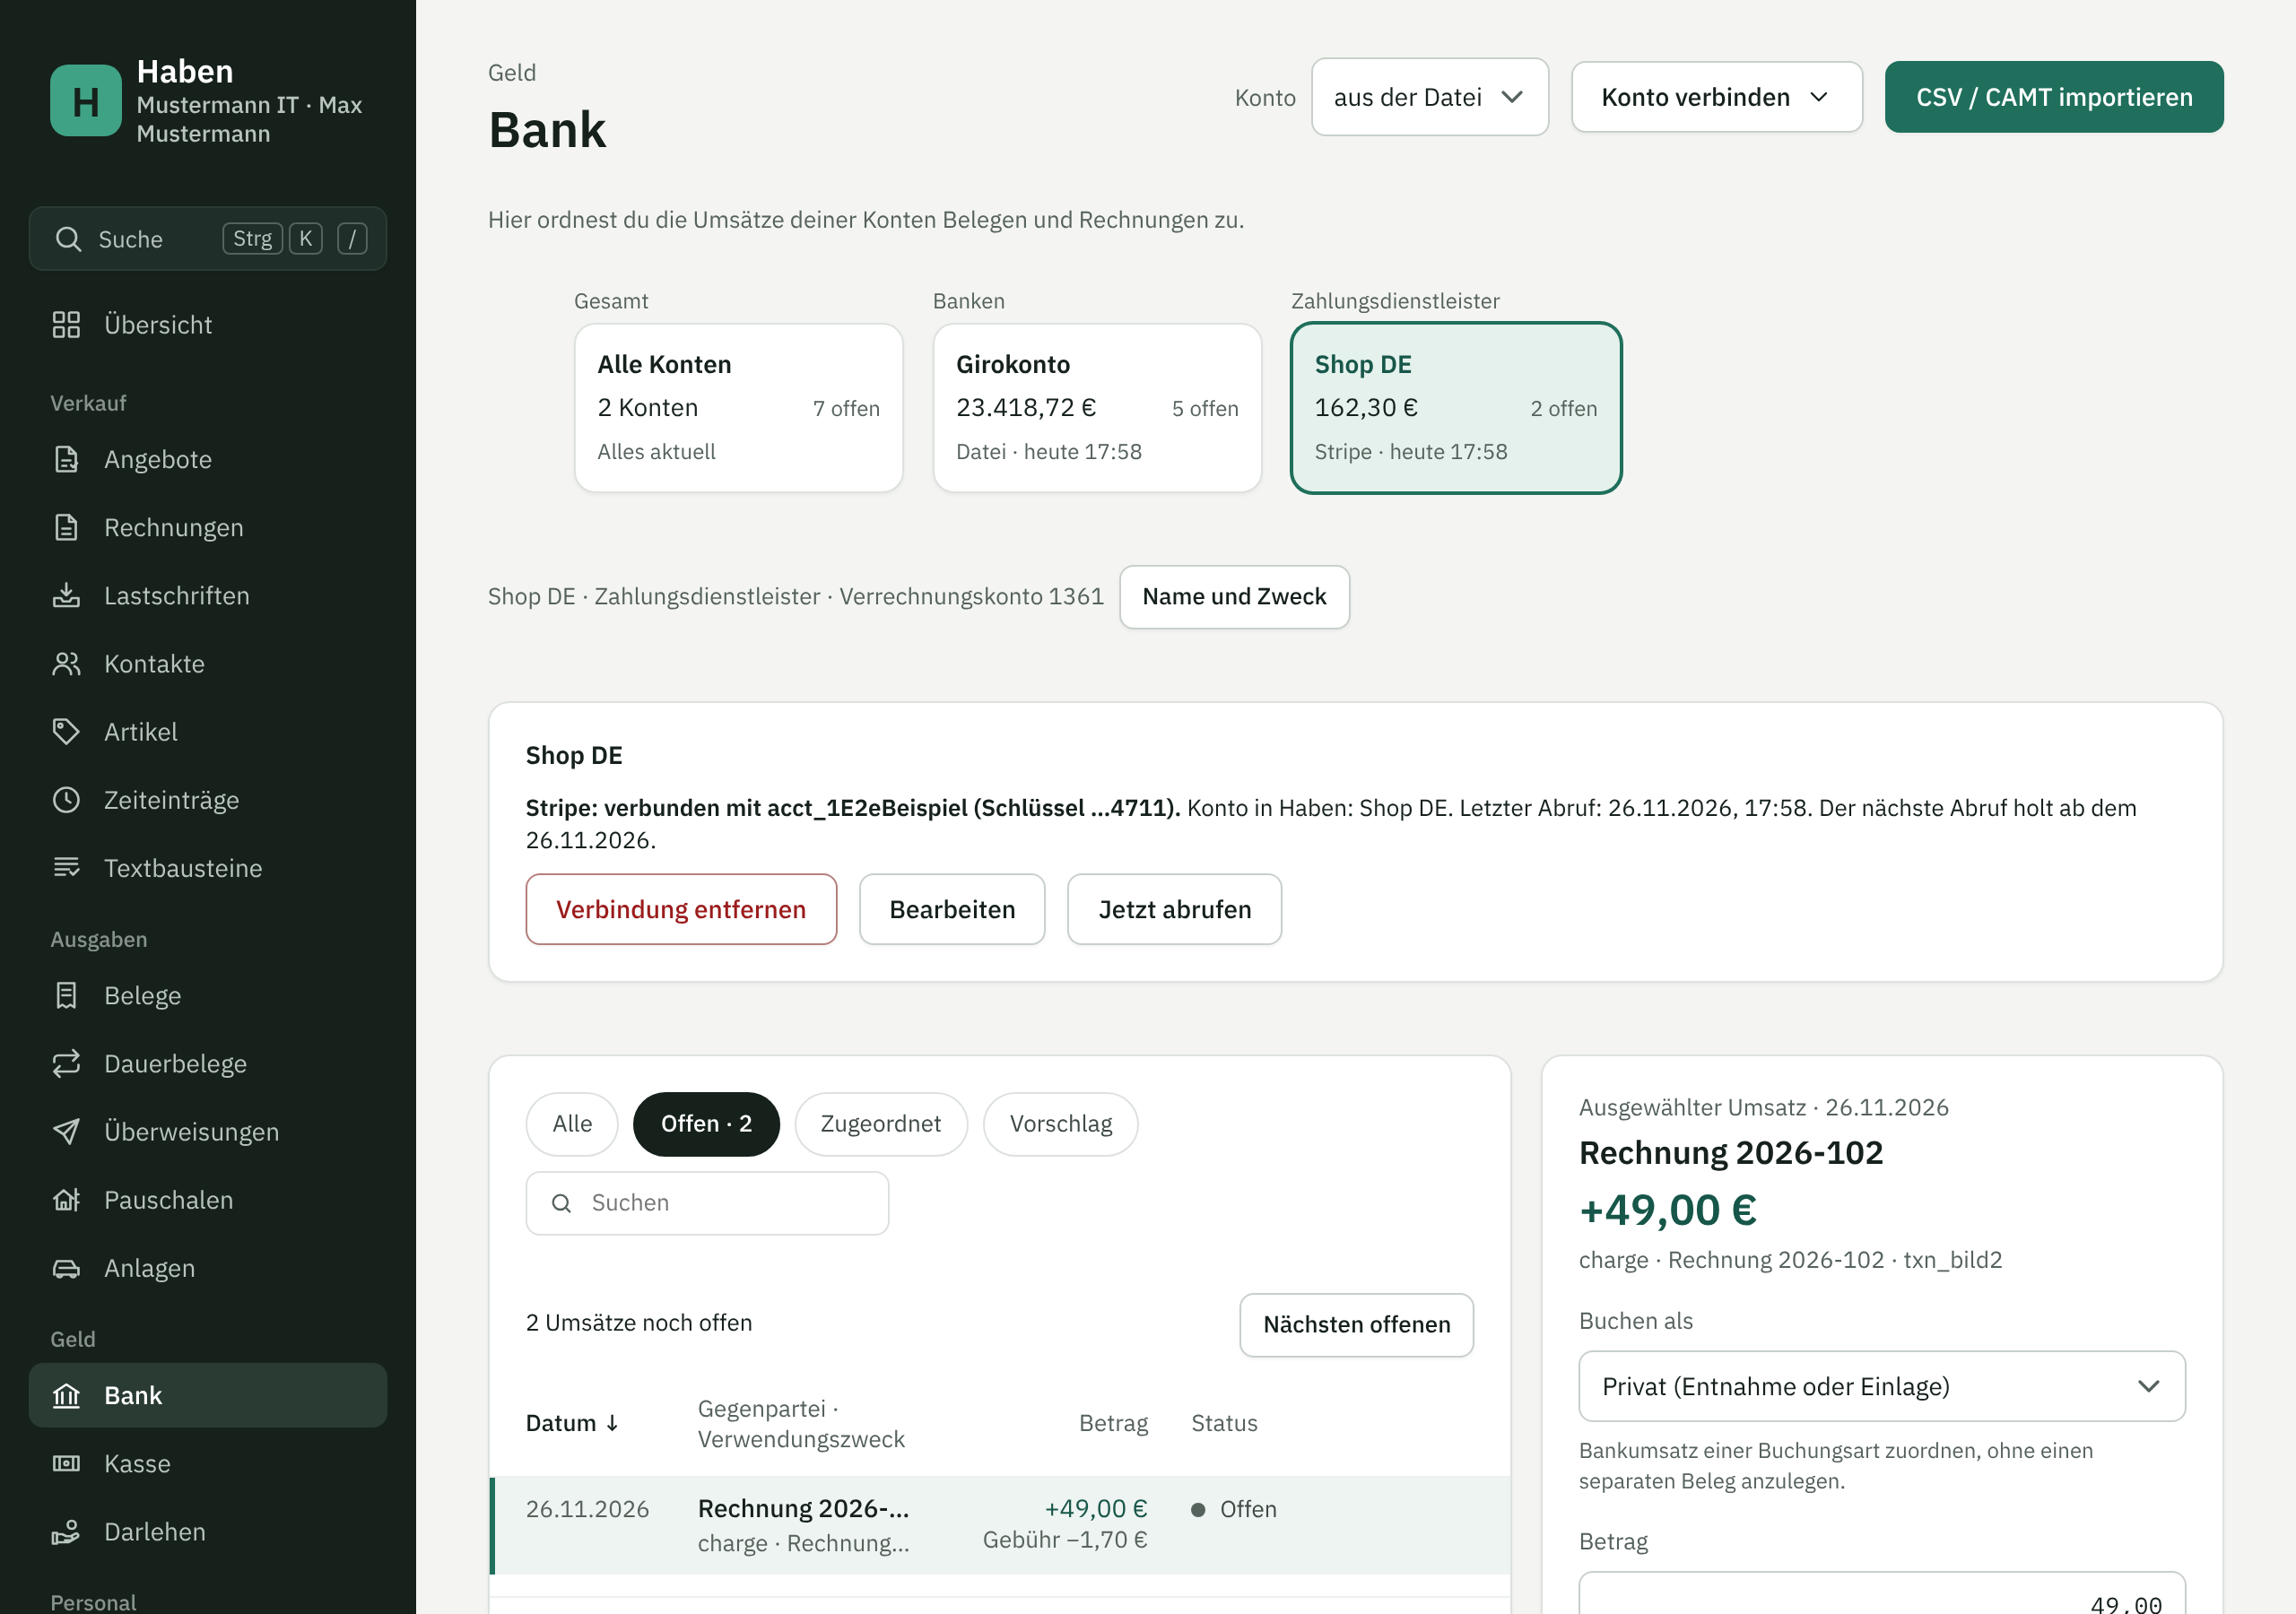 H
Haben
Mustermann IT · Max
Mustermann
Suche
Strg K /
Übersicht
Verkauf
Angebote
Rechnungen
Lastschriften
Kontakte
Artikel
Zeiteinträge
Textbausteine
Ausgaben
Belege
Dauerbelege
Überweisungen
Pauschalen
Anlagen
Geld
Bank
Kasse
Darlehen
Personal
Geld
Bank
Konto
aus der Datei
Konto verbinden
CSV / CAMT importieren
Hier ordnest du die Umsätze deiner Konten Belegen und Rechnungen zu.
Gesamt
Alle Konten
2 Konten 7 offen
Alles aktuell
Banken
Girokonto
23.418,72 € 5 offen
Datei · heute 17:58
Zahlungsdienstleister
Shop DE
162,30 € 2 offen
Stripe · heute 17:58
Shop DE · Zahlungsdienstleister · Verrechnungskonto 1361
Name und Zweck
Shop DE
Stripe: verbunden mit acct_1E2eBeispiel (Schlüssel …4711). Konto in Haben: Shop DE. Letzter Abruf: 26.11.2026, 17:58. Der nächste Abruf holt ab dem
26.11.2026.
Verbindung entfernen
Bearbeiten
Jetzt abrufen
Alle
Offen · 2
Zugeordnet
Vorschlag
Suchen
2 Umsätze noch offen
Nächsten offenen
Datum ↓
Gegenpartei ·
Verwendungszweck
Betrag
Status
26.11.2026
Rechnung 2026-…
charge · Rechnung…
+49,00 €
Gebühr −1,70 €
Offen
Ausgewählter Umsatz · 26.11.2026
Rechnung 2026-102
+49,00 €
charge · Rechnung 2026-102 · txn_bild2
Buchen als
Privat (Entnahme oder Einlage)
Bankumsatz einer Buchungsart zuordnen, ohne einen
separaten Beleg anzulegen.
Betrag
49,00